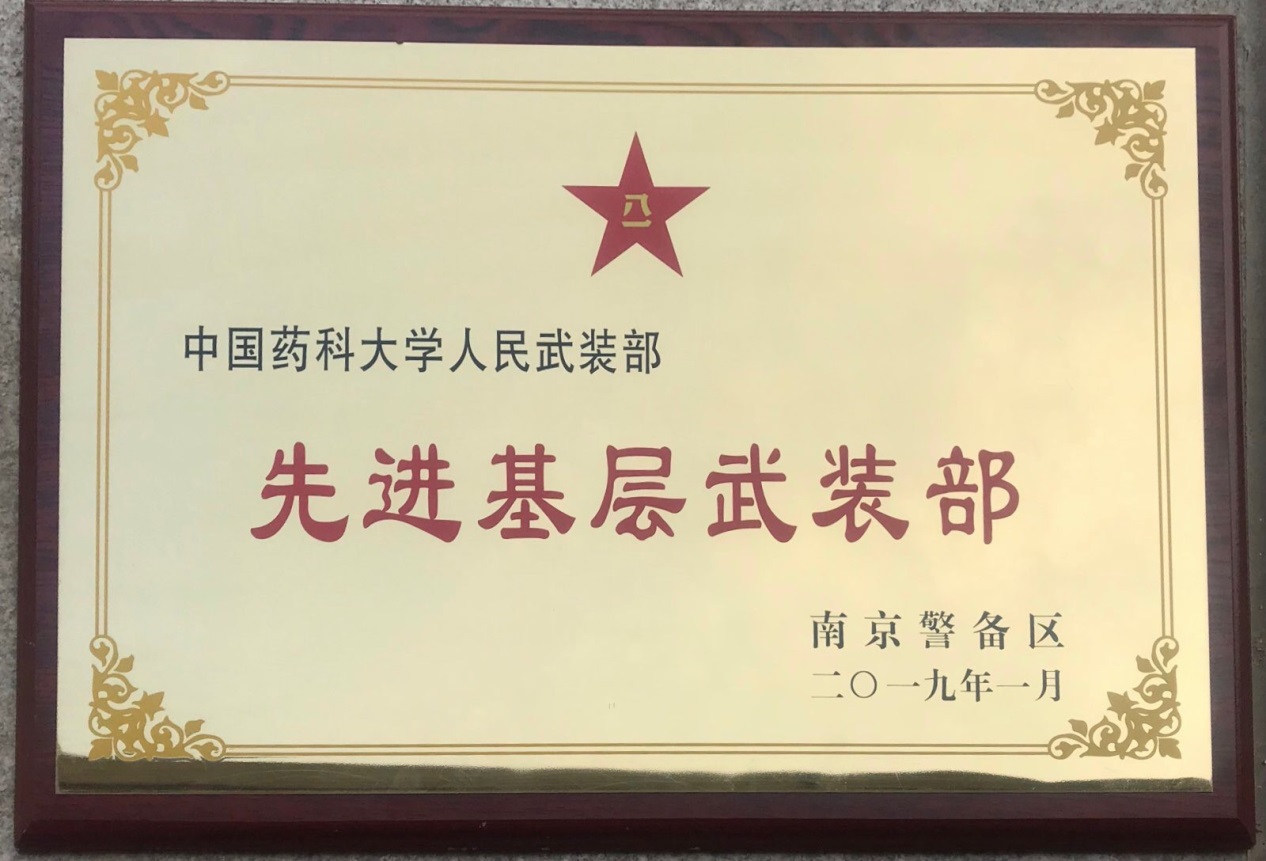 八一
中国药科大学人民武装部
先进基层武装部
南京警备区
二〇一九年一月